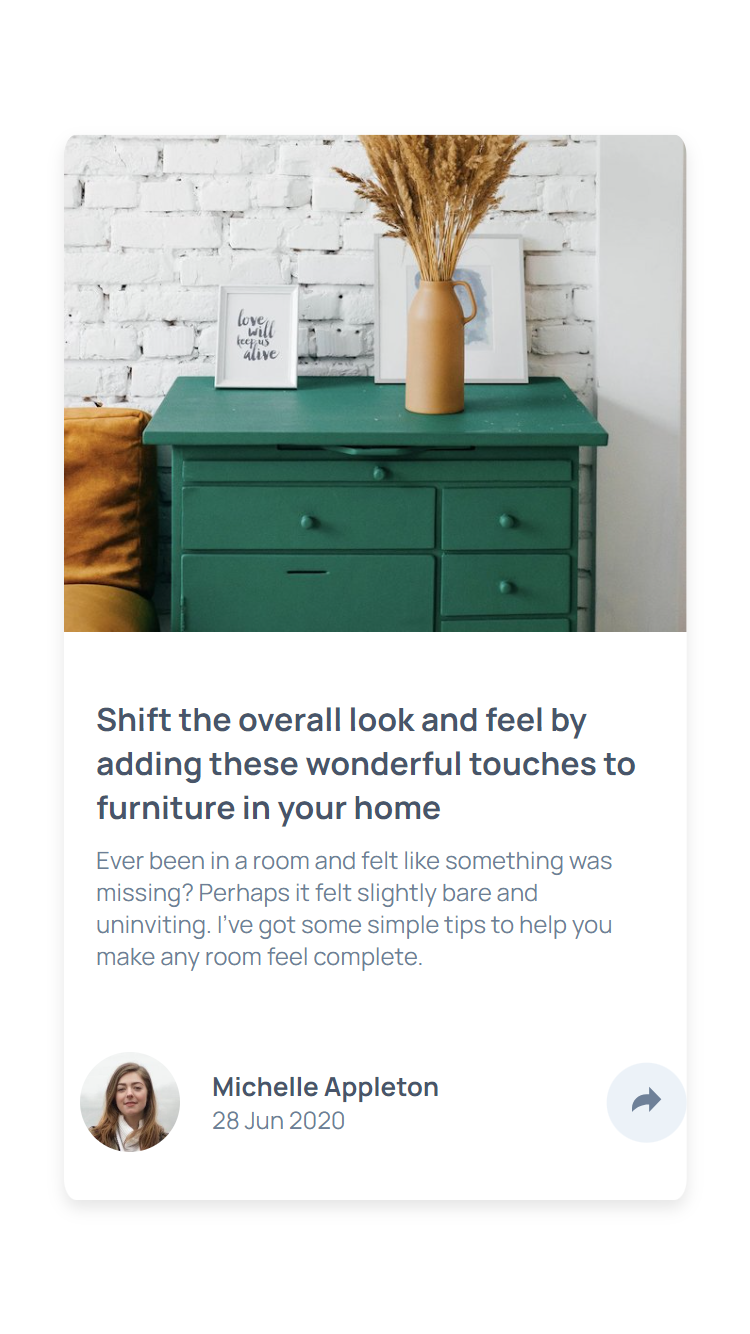 love
will
keep us
alive
Shift the overall look and feel by
adding these wonderful touches to
furniture in your home
Ever been in a room and felt like something was
missing? Perhaps it felt slightly bare and
uninviting. I’ve got some simple tips to help you
make any room feel complete.
Michelle Appleton
28 Jun 2020